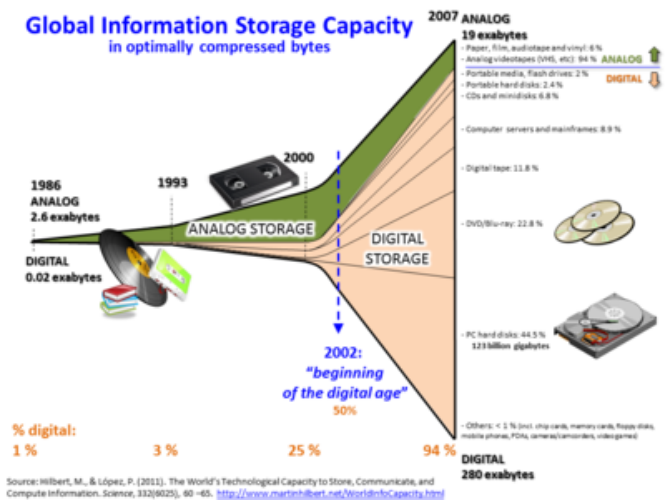 Global Information Storage Capacity
in optimally compressed bytes
2007 ANALOG
19 exabytes
- Paper, film, audiotape and vinyl: 6 %
- Analog videotapes (VHS, etc): 94 %
ANALOG
- Portable media, flash drives: 2 %
DIGITAL
- Portable hard disks: 2.4 %
- CDs and minidisks: 6.8 %
- Computer servers and mainframes: 8.9 %
- Digital tape: 11.8 %
- DVD/Blu-ray: 22.8 %
- PC hard disks: 44.5 %
123 billion gigabytes
- Others: < 1 % (incl. chip cards, memory cards, floppy disks,
mobile phones, PDAs, cameras/camcorders, video games)
DIGITAL
280 exabytes
1986
ANALOG
2.6 exabytes
DIGITAL
0.02 exabytes
1993
2000
ANALOG STORAGE
DIGITAL
STORAGE
2002:
"beginning
of the digital age"
50%
% digital:
1 %
3 %
25 %
94 %
Source: Hilbert, M., & López, P. (2011). The World's Technological Capacity to Store, Communicate, and
Compute Information. Science, 332(6025), 60 –65. http://www.martinhilbert.net/WorldInfoCapacity.html